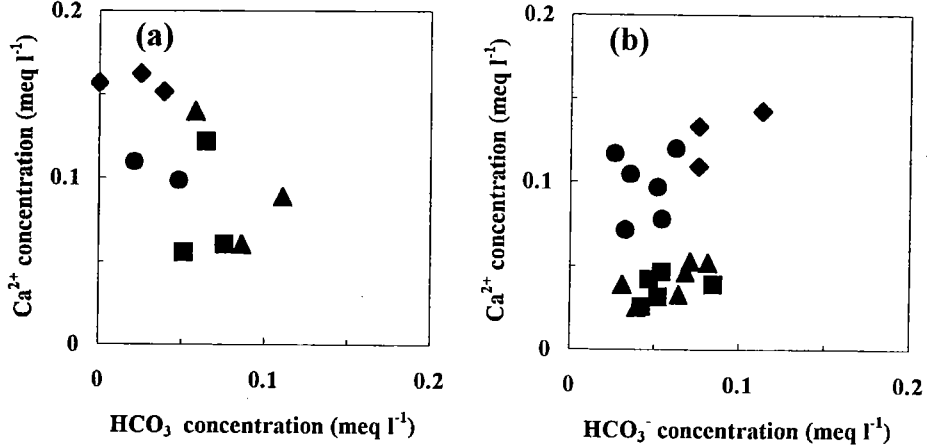 (a)
Ca²⁺ concentration (meq l⁻¹)
0.2
0.1
0
0
0.1
0.2
HCO₃ concentration (meq l⁻¹)
(b)
Ca²⁺ concentration (meq l⁻¹)
0.2
0.1
0
0
0.1
0.2
HCO₃⁻ concentration (meq l⁻¹)